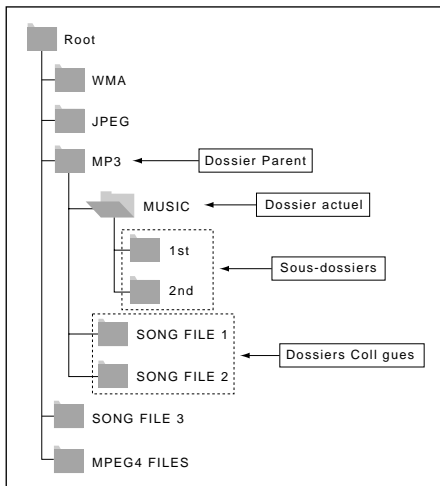 Root
WMA
JPEG
MP3
Dossier Parent
MUSIC
Dossier actuel
1st
Sous-dossiers
2nd
SONG FILE 1
Dossiers Coll gues
SONG FILE 2
SONG FILE 3
MPEG4 FILES